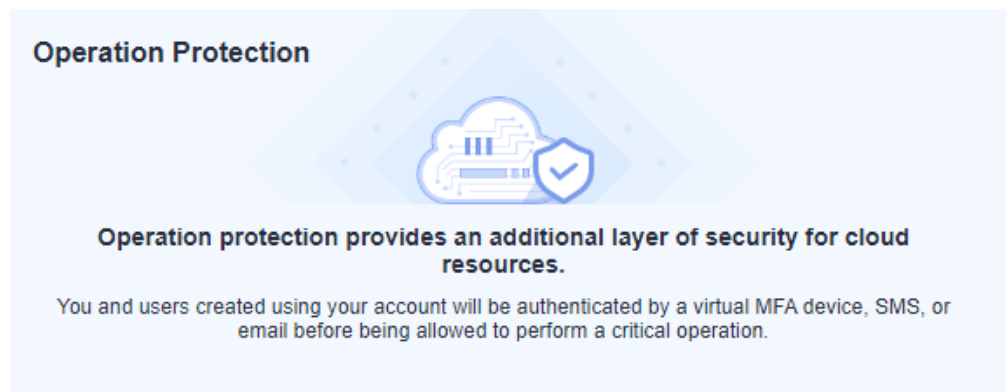 Operation Protection
Operation protection provides an additional layer of security for cloud
resources.
You and users created using your account will be authenticated by a virtual MFA device, SMS, or
email before being allowed to perform a critical operation.